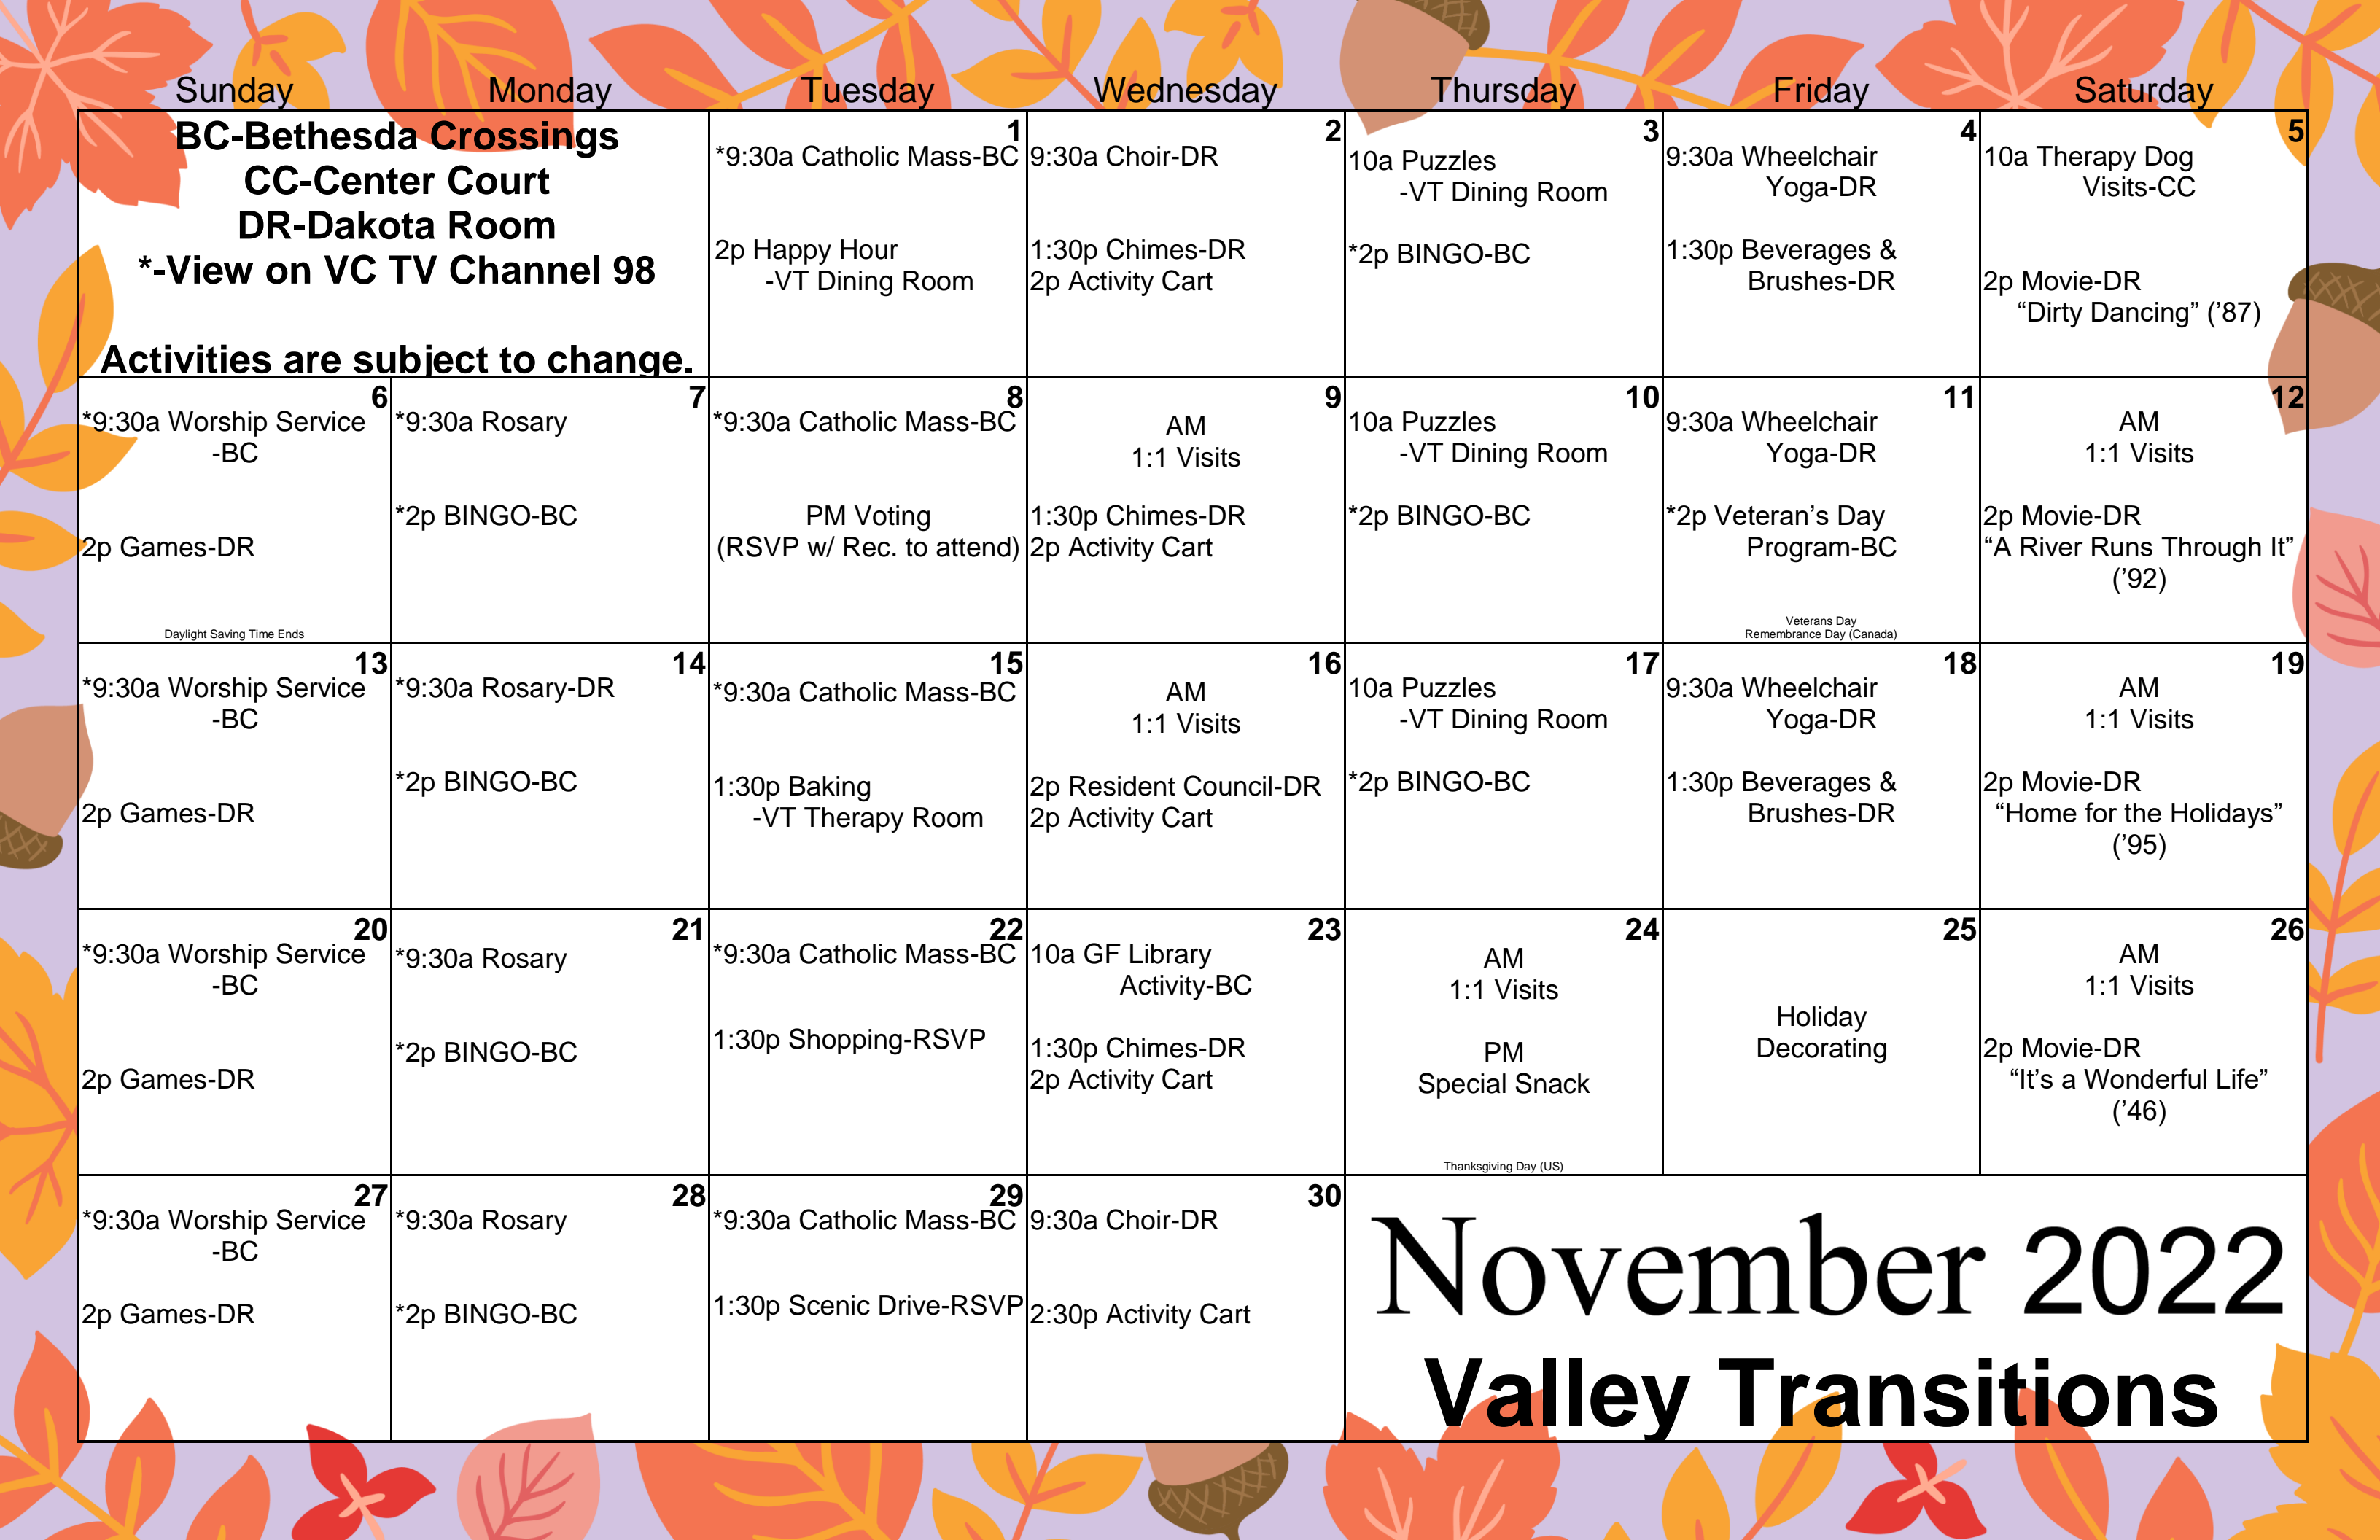 Sunday Monday Tuesday Wednesday Thursday Friday Saturday
BC-Bethesda Crossings
CC-Center Court
DR-Dakota Room
*-View on VC TV Channel 98
Activities are subject to change.
1
*9:30a Catholic Mass-BC
2p Happy Hour
-VT Dining Room
2
9:30a Choir-DR
1:30p Chimes-DR
2p Activity Cart
3
10a Puzzles
-VT Dining Room
*2p BINGO-BC
4
9:30a Wheelchair
Yoga-DR
1:30p Beverages &
Brushes-DR
5
10a Therapy Dog
Visits-CC
2p Movie-DR
“Dirty Dancing” (’87)
6
*9:30a Worship Service
-BC
2p Games-DR
Daylight Saving Time Ends
7
*9:30a Rosary
*2p BINGO-BC
8
*9:30a Catholic Mass-BC
PM Voting
(RSVP w/ Rec. to attend)
9
AM
1:1 Visits
1:30p Chimes-DR
2p Activity Cart
10
10a Puzzles
-VT Dining Room
*2p BINGO-BC
11
9:30a Wheelchair
Yoga-DR
*2p Veteran’s Day
Program-BC
Veterans Day
Remembrance Day (Canada)
12
AM
1:1 Visits
2p Movie-DR
“A River Runs Through It”
(’92)
13
*9:30a Worship Service
-BC
2p Games-DR
14
*9:30a Rosary-DR
*2p BINGO-BC
15
*9:30a Catholic Mass-BC
1:30p Baking
-VT Therapy Room
16
AM
1:1 Visits
2p Resident Council-DR
2p Activity Cart
17
10a Puzzles
-VT Dining Room
*2p BINGO-BC
18
9:30a Wheelchair
Yoga-DR
1:30p Beverages &
Brushes-DR
19
AM
1:1 Visits
2p Movie-DR
“Home for the Holidays”
(’95)
20
*9:30a Worship Service
-BC
2p Games-DR
21
*9:30a Rosary
*2p BINGO-BC
22
*9:30a Catholic Mass-BC
1:30p Shopping-RSVP
23
10a GF Library
Activity-BC
1:30p Chimes-DR
2p Activity Cart
24
AM
1:1 Visits
PM
Special Snack
Thanksgiving Day (US)
25
Holiday
Decorating
26
AM
1:1 Visits
2p Movie-DR
“It’s a Wonderful Life”
(’46)
27
*9:30a Worship Service
-BC
2p Games-DR
28
*9:30a Rosary
*2p BINGO-BC
29
*9:30a Catholic Mass-BC
1:30p Scenic Drive-RSVP
30
9:30a Choir-DR
2:30p Activity Cart
November 2022
Valley Transitions